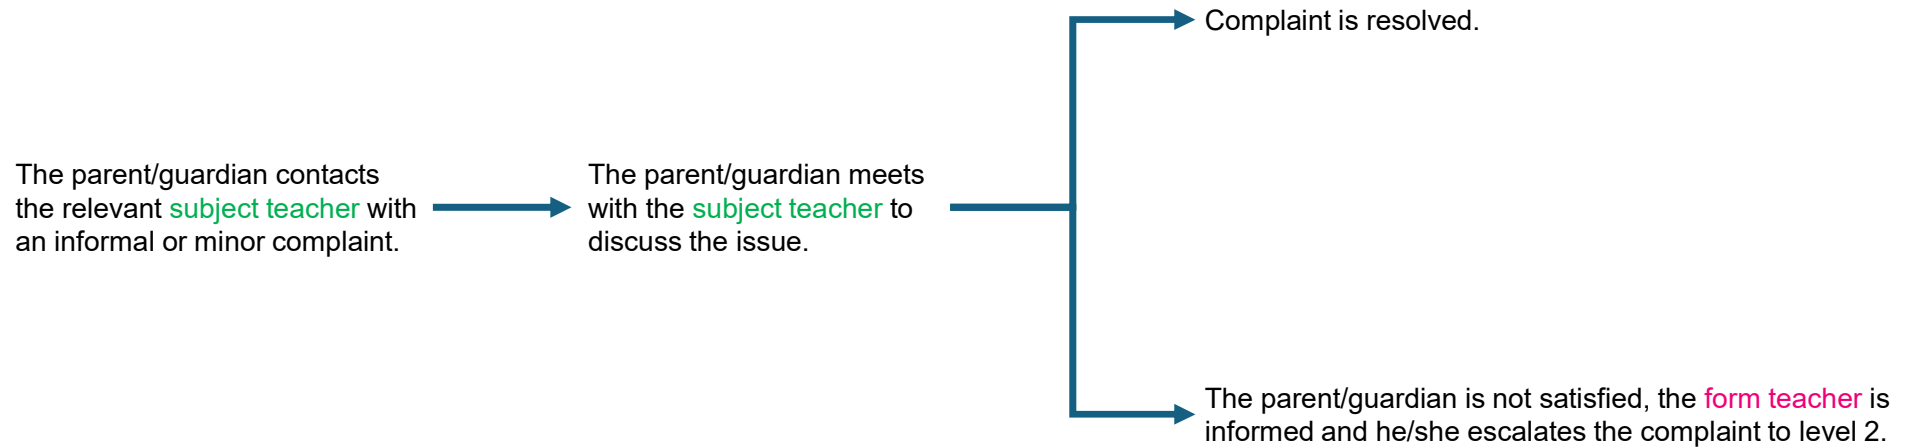 The parent/guardian contacts
the relevant subject teacher with
an informal or minor complaint.
The parent/guardian meets
with the subject teacher to
discuss the issue.
Complaint is resolved.
The parent/guardian is not satisfied, the form teacher is
informed and he/she escalates the complaint to level 2.